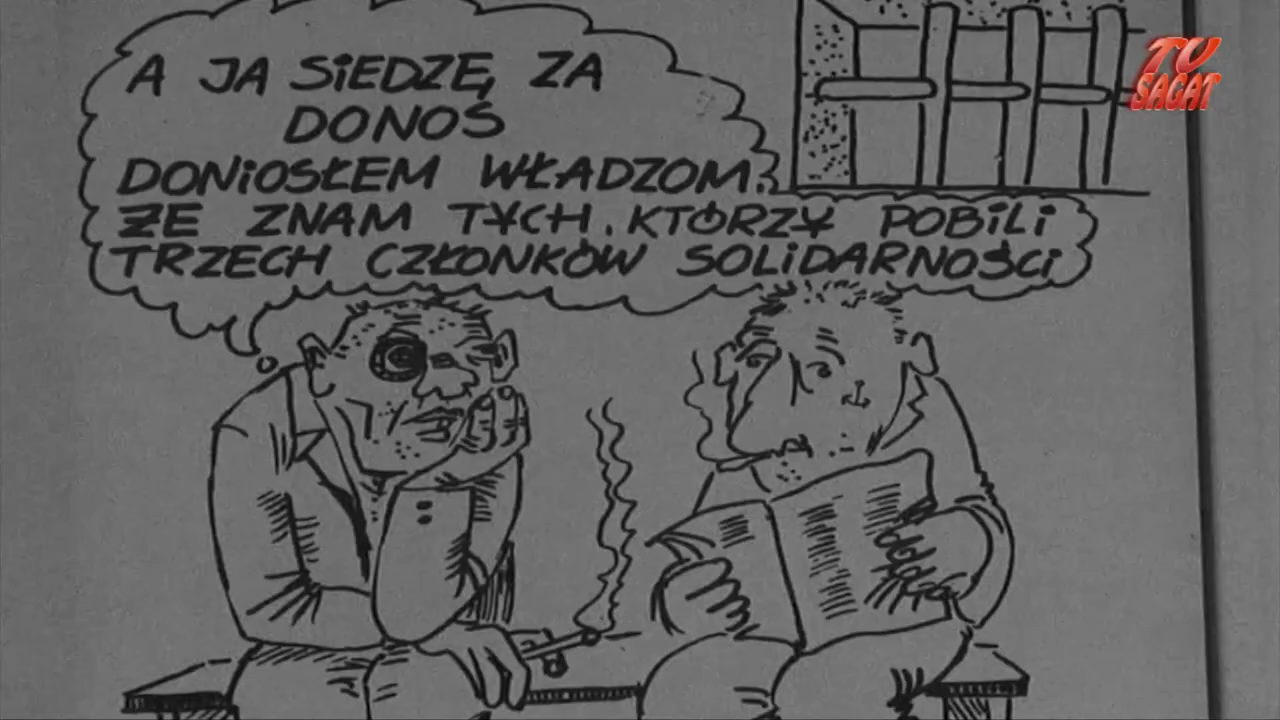 A JA SIEDZĘ, ZA
DONOS
DONIOSŁEM WŁADZOM,
ŻE ZNAM TYCH, KTÓRZY POBILI
TRZECH CZŁONKÓW SOLIDARNOŚCI
TV
SAGAT